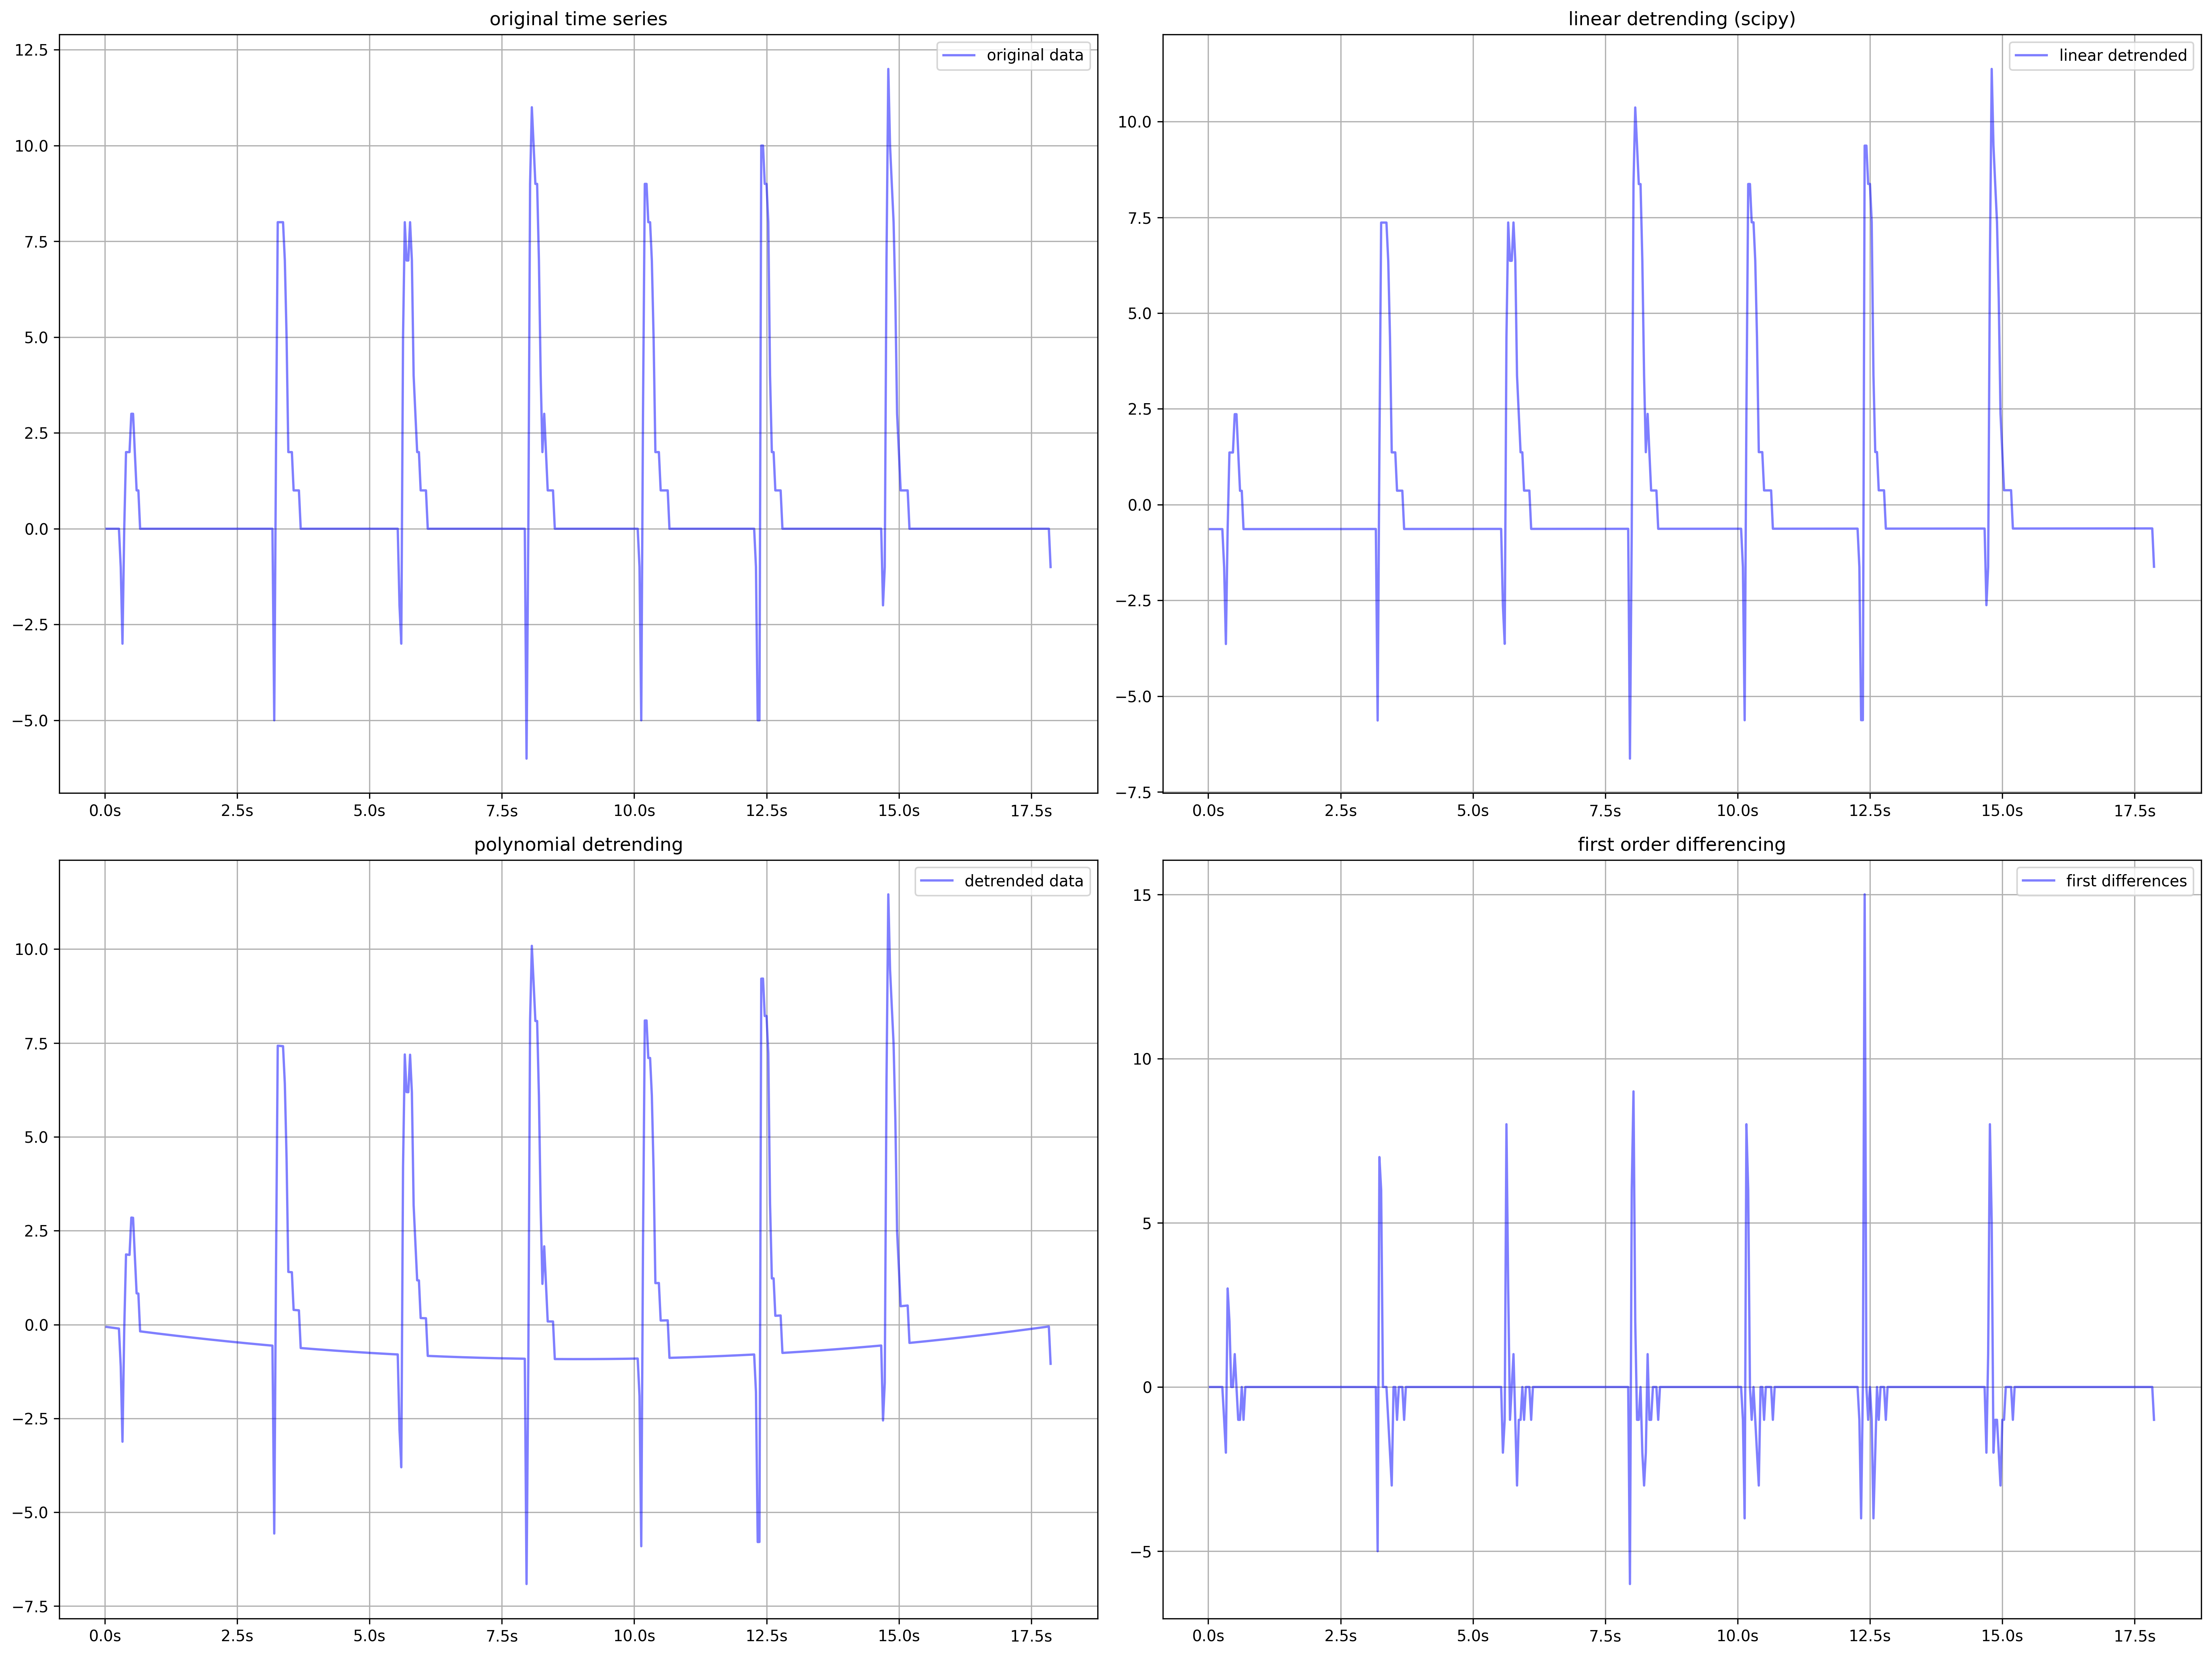 original time series
original data
12.5
10.0
7.5
5.0
2.5
0.0
−2.5
−5.0
0.0s 2.5s 5.0s 7.5s 10.0s 12.5s 15.0s 17.5s
linear detrending (scipy)
linear detrended
10.0
7.5
5.0
2.5
0.0
−2.5
−5.0
−7.5
0.0s 2.5s 5.0s 7.5s 10.0s 12.5s 15.0s 17.5s
polynomial detrending
detrended data
10.0
7.5
5.0
2.5
0.0
−2.5
−5.0
−7.5
0.0s 2.5s 5.0s 7.5s 10.0s 12.5s 15.0s 17.5s
first order differencing
first differences
15
10
5
0
−5
0.0s 2.5s 5.0s 7.5s 10.0s 12.5s 15.0s 17.5s